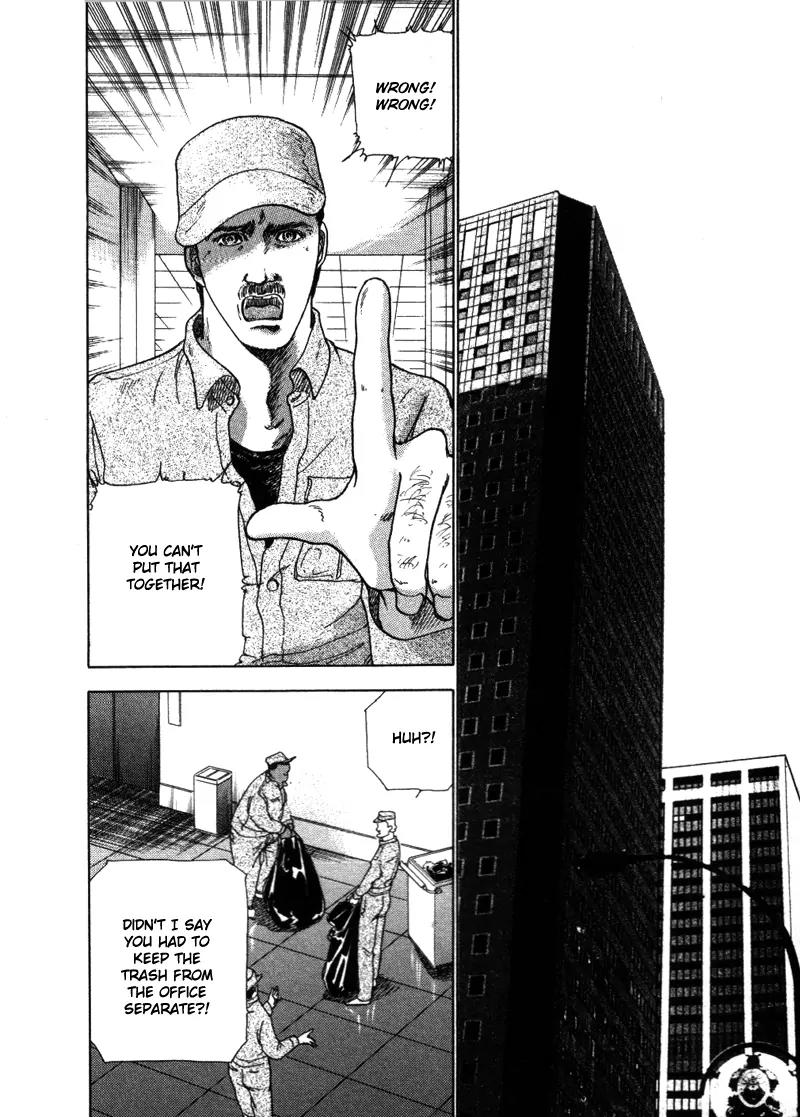 WRONG!
WRONG!
YOU CAN'T
PUT THAT
TOGETHER!
HUH?!
DIDN'T I SAY
YOU HAD TO
KEEP THE
TRASH FROM
THE OFFICE
SEPARATE?!